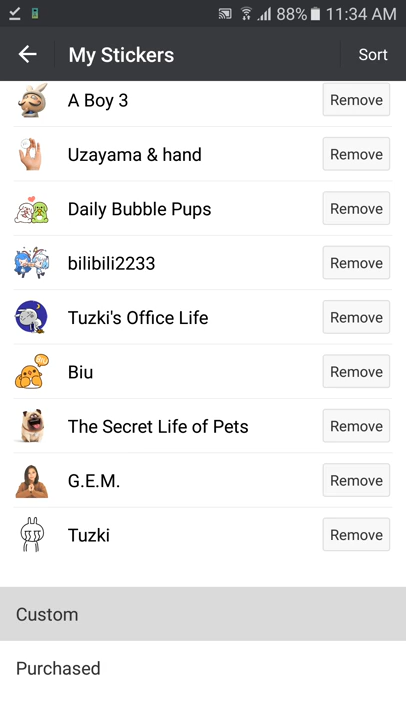 88% 11:34 AM
My Stickers Sort
A Boy 3 Remove
Uzayama & hand Remove
Daily Bubble Pups Remove
bilibili2233 Remove
Tuzki's Office Life Remove
Biu Remove
The Secret Life of Pets Remove
G.E.M. Remove
Tuzki Remove
Custom
Purchased